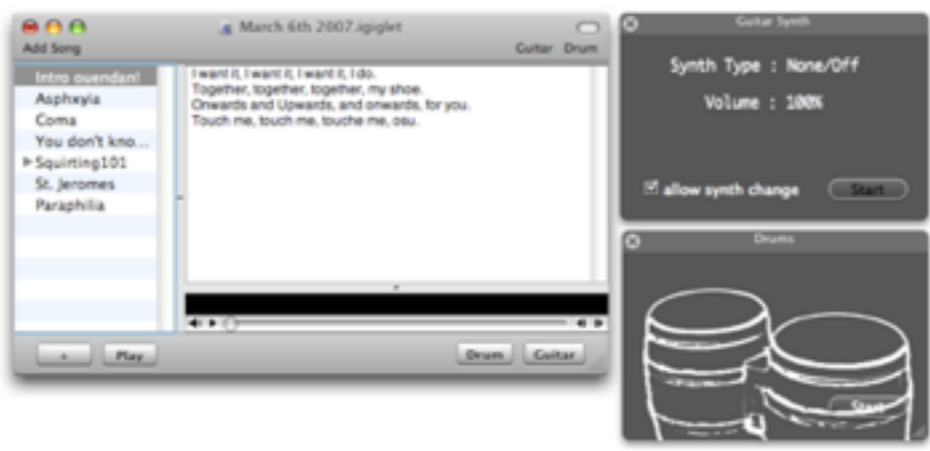 March 6th 2007.igiglet
Add Song
Guitar Drum
Intro ouendan!
Asphxyia
Coma
You don't kno...
Squirting101
St. Jeromes
Paraphilia
I want it, I want it, I want it, I do.
Together, together, together, my shoe.
Onwards and Upwards, and onwards, for you.
Touch me, touch me, touche me, osu.
+ Play
Drum Guitar
Guitar Synth
Synth Type : None/Off
Volume : 100%
allow synth change
Start
Drums
Start